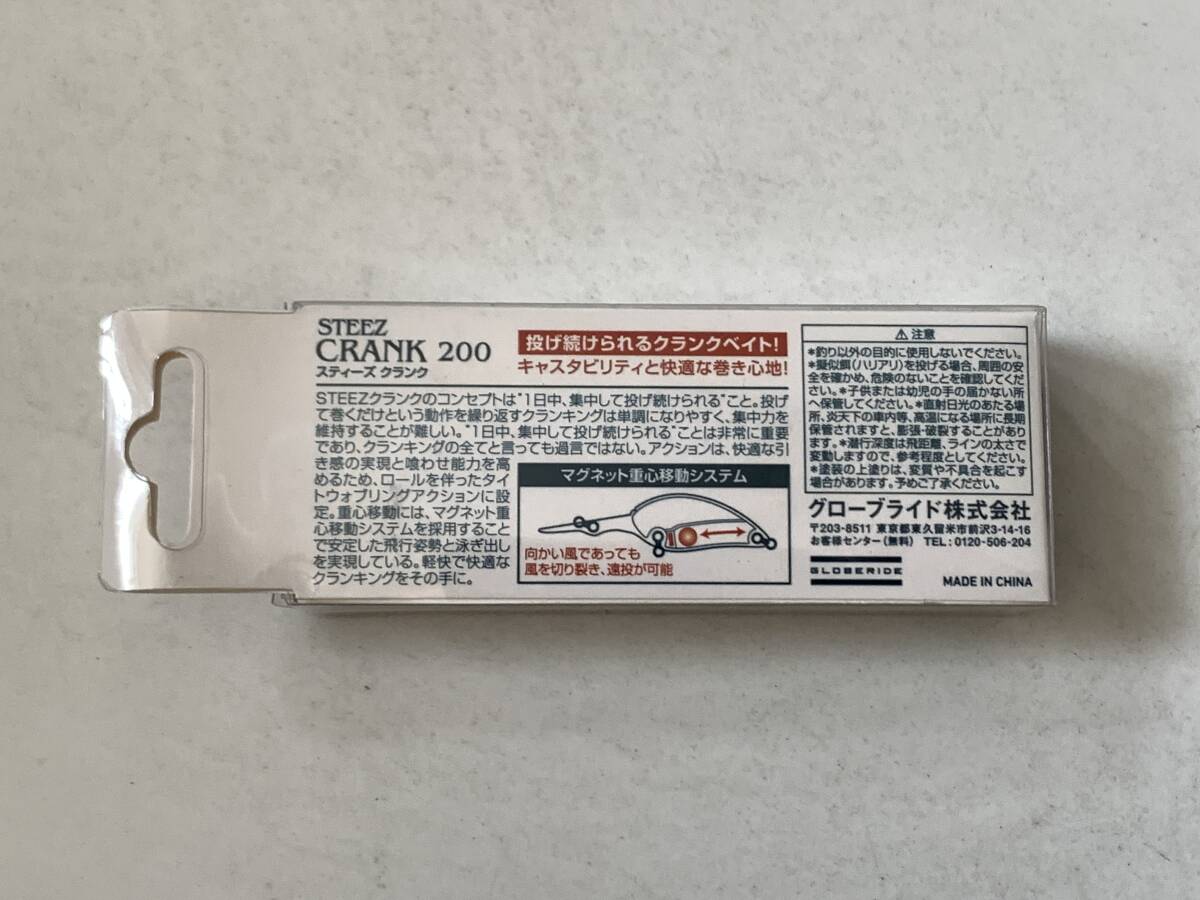 STEEZ
CRANK 200
スティーズ クランク
投げ続けられるクランクベイト!
キャスタビリティと快適な巻き心地!
STEEZクランクのコンセプトは"1日中、集中して投げ続けられる"こと。投げ
て巻くだけという動作を繰り返すクランキングは単調になりやすく、集中力を
維持することが難しい。"1日中、集中して投げ続けられる"ことは非常に重要
であり、クランキングの全てと言っても過言ではない。アクションは、快適な引
き感の実現と喰わせ能力を高
めるため、ロールを伴ったタイ
トウォブリングアクションに設
定。重心移動には、マグネット重
心移動システムを採用すること
で安定した飛行姿勢と泳ぎ出し
を実現している。軽快で快適な
クランキングをその手に。
マグネット重心移動システム
向かい風であっても
風を切り裂き、遠投が可能
⚠ 注意
*釣り以外の目的に使用しないでください。
*擬似餌(ハリアリ)を投げる場合、周囲の安
全を確かめ、危険のないことを確認してくだ
さい。*子供または幼児の手の届かない所
へ保管してください。*直射日光のあたる場
所、炎天下の車内等、高温になる場所に長期
保管されますと、膨張・破裂することがあり
ます。*潜行深度は飛距離、ラインの太さで
変動しますので、参考程度としてください。
*塗装の上塗りは、変質や不具合を起こす
場合があります。予めご了承ください。
グローブライド株式会社
〒203-8511 東京都東久留米市前沢3-14-16
お客様センター(無料) TEL:0120-506-204
GLOBERIDE
MADE IN CHINA